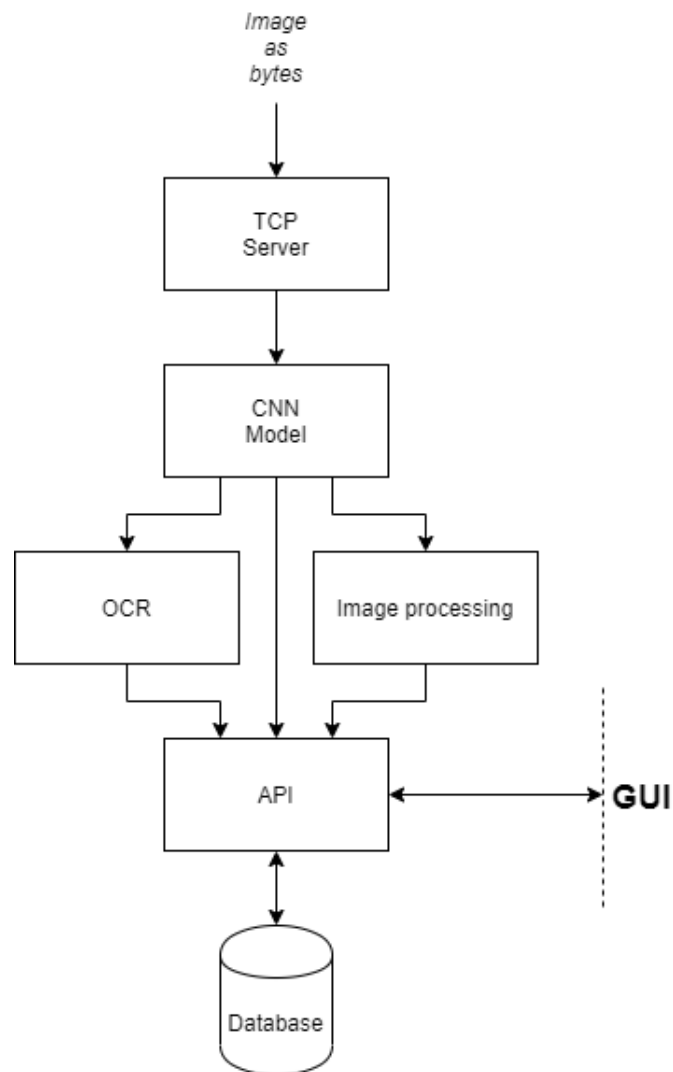 Image
as
bytes
TCP
Server
CNN
Model
OCR
Image processing
API
GUI
Database